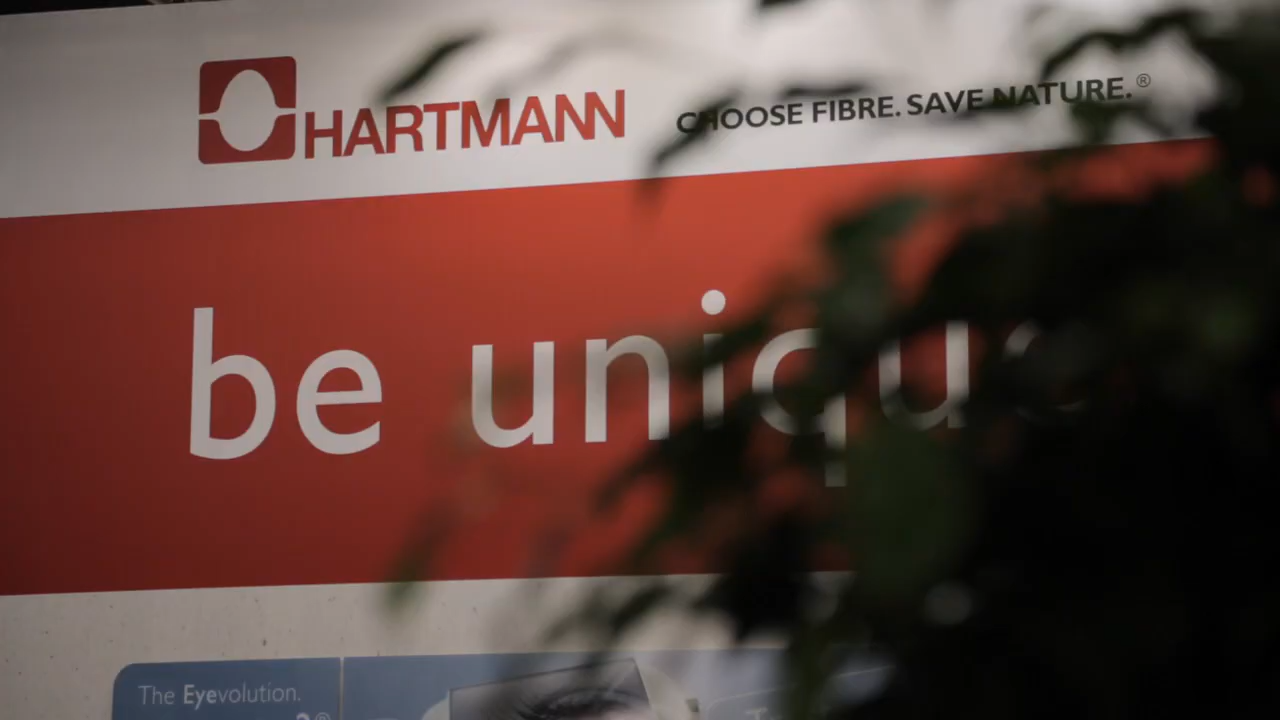 HARTMANN CHOOSE FIBRE. SAVE NATURE.®
be unique
The Eyevolution.